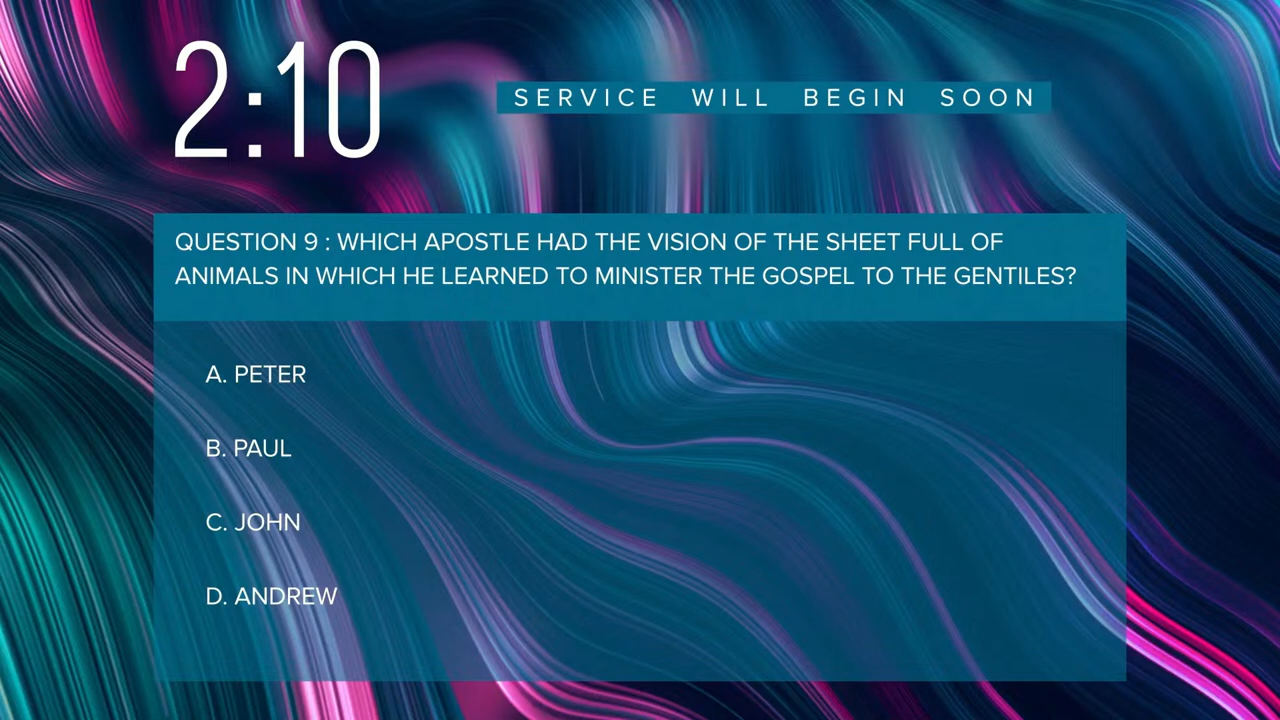 2:10
SERVICE WILL BEGIN SOON
QUESTION 9 : WHICH APOSTLE HAD THE VISION OF THE SHEET FULL OF
ANIMALS IN WHICH HE LEARNED TO MINISTER THE GOSPEL TO THE GENTILES?
A. PETER
B. PAUL
C. JOHN
D. ANDREW